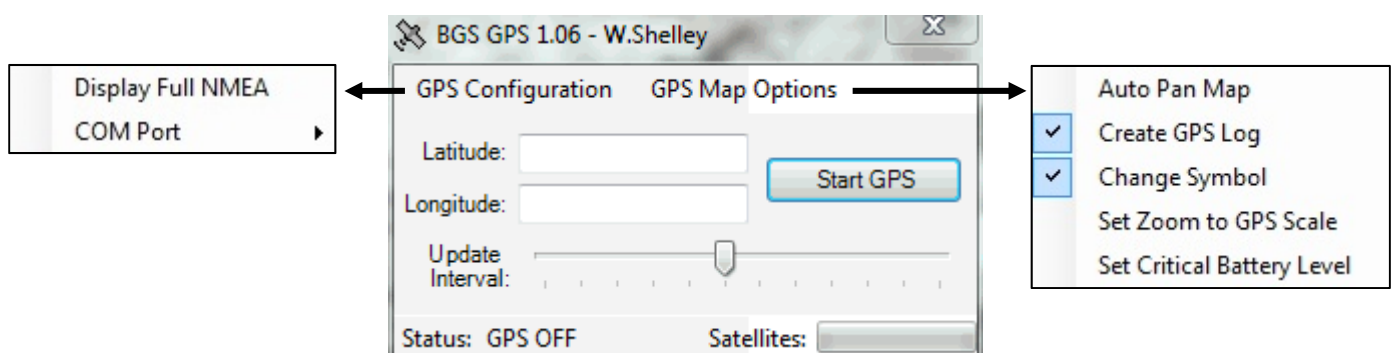 BGS GPS 1.06 - W.Shelley
GPS Configuration GPS Map Options
Display Full NMEA
COM Port
Latitude:
Start GPS
Longitude:
Update
Interval:
Status: GPS OFF Satellites:
Auto Pan Map
Create GPS Log
Change Symbol
Set Zoom to GPS Scale
Set Critical Battery Level